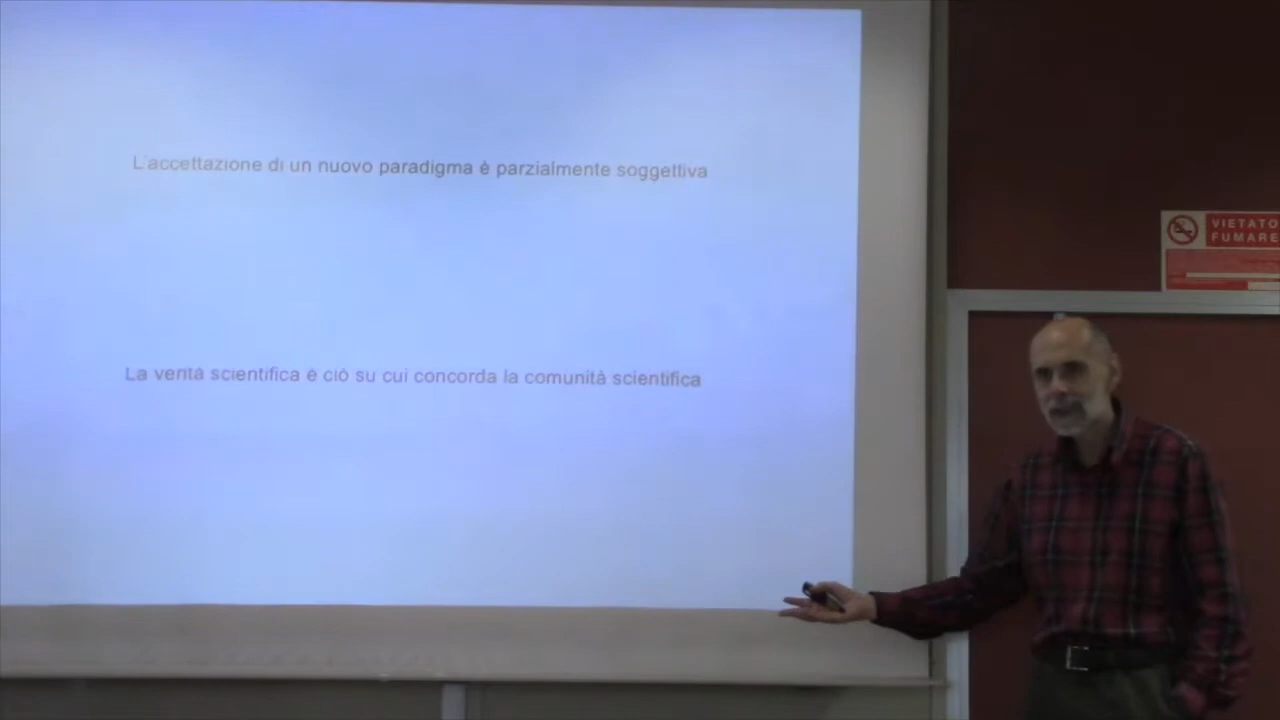 L'accettazione di un nuovo paradigma è parzialmente soggettiva
La verità scientifica è ciò su cui concorda la comunità scientifica
VIETATO
FUMARE